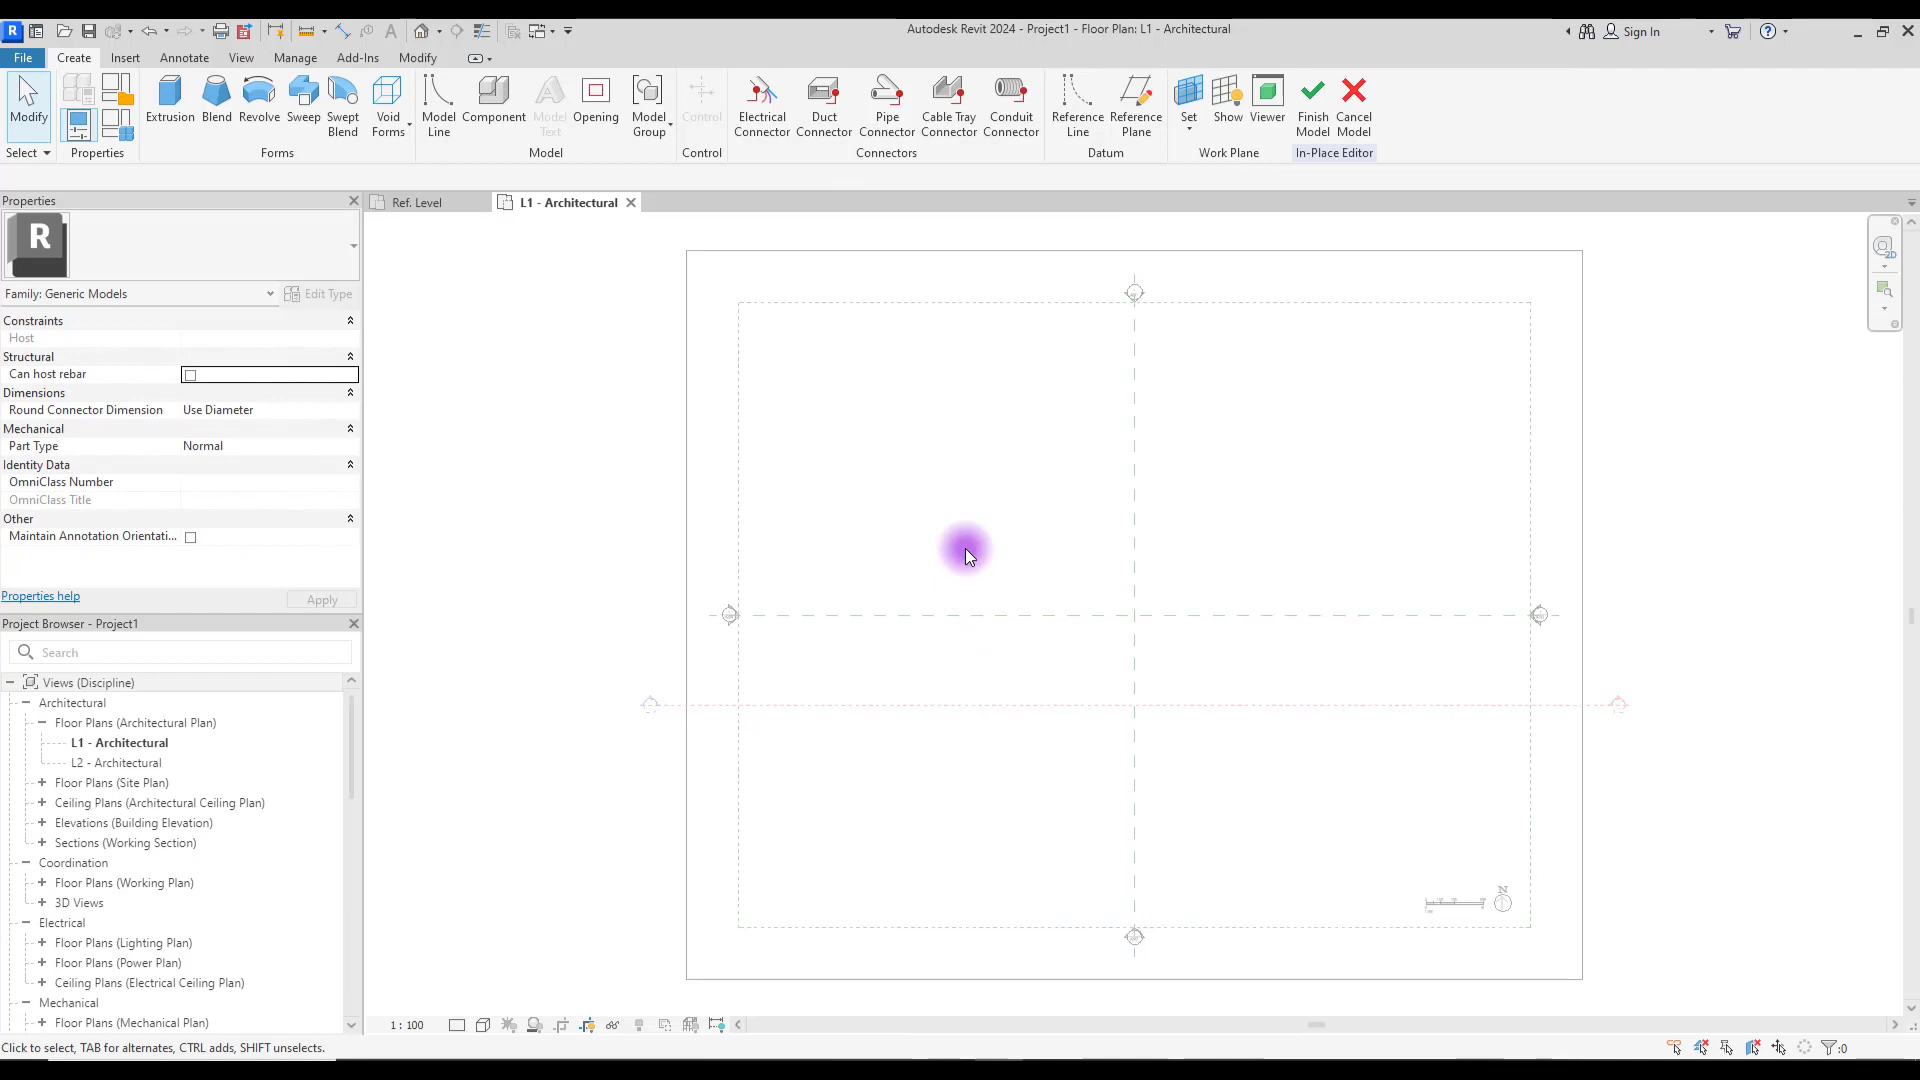 Autodesk Revit 2024 - Project1 - Floor Plan: L1 - Architectural
Sign In
File
Create
Insert
Annotate
View
Manage
Add-Ins
Modify
Modify
Extrusion
Blend
Revolve
Sweep
Swept
Blend
Void
Forms
Model
Line
Component
Model
Text
Opening
Model
Group
Control
Electrical
Connector
Duct
Connector
Pipe
Connector
Cable Tray
Connector
Conduit
Connector
Reference
Line
Reference
Plane
Set
Show
Viewer
Finish
Model
Cancel
Model
Select
Properties
Forms
Model
Control
Connectors
Datum
Work Plane
In-Place Editor
Properties
Ref. Level
L1 - Architectural
R
2D
Family: Generic Models
Edit Type
Constraints
Host
Structural
Can host rebar
Dimensions
Round Connector Dimension
Use Diameter
Mechanical
Part Type
Normal
Identity Data
OmniClass Number
OmniClass Title
Other
Maintain Annotation Orientati...
Properties help
Apply
Project Browser - Project1
Search
Views (Discipline)
Architectural
Floor Plans (Architectural Plan)
L1 - Architectural
L2 - Architectural
Floor Plans (Site Plan)
Ceiling Plans (Architectural Ceiling Plan)
Elevations (Building Elevation)
Sections (Working Section)
Coordination
Floor Plans (Working Plan)
3D Views
Electrical
Floor Plans (Lighting Plan)
Floor Plans (Power Plan)
Ceiling Plans (Electrical Ceiling Plan)
Mechanical
Floor Plans (Mechanical Plan)
N
1 : 100
Click to select, TAB for alternates, CTRL adds, SHIFT unselects.
:0